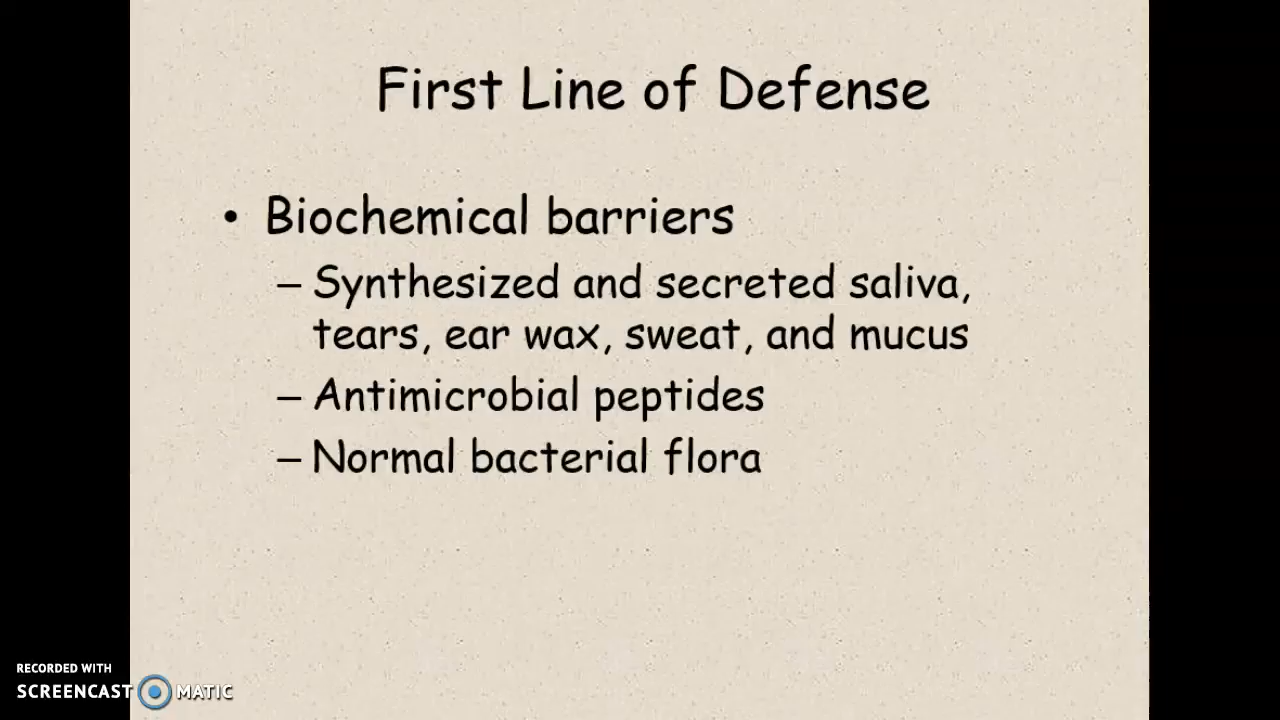 First Line of Defense
• Biochemical barriers
– Synthesized and secreted saliva,
tears, ear wax, sweat, and mucus
– Antimicrobial peptides
– Normal bacterial flora
RECORDED WITH
SCREENCAST MATIC